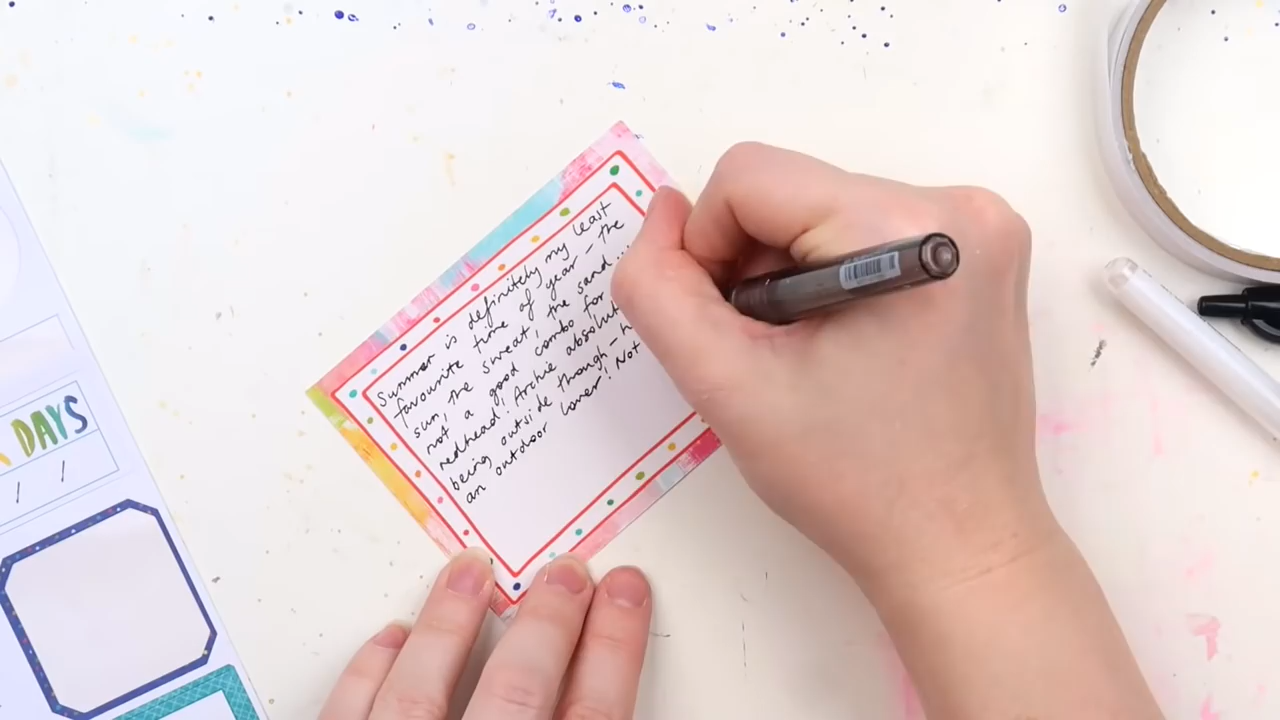 Summer is definitely my least
favourite time of year - the
sun, the sweat, the sand...
not a good combo for
redhead! Archie
being outside though -
an outdoor lover! Not
DAYS
/ /